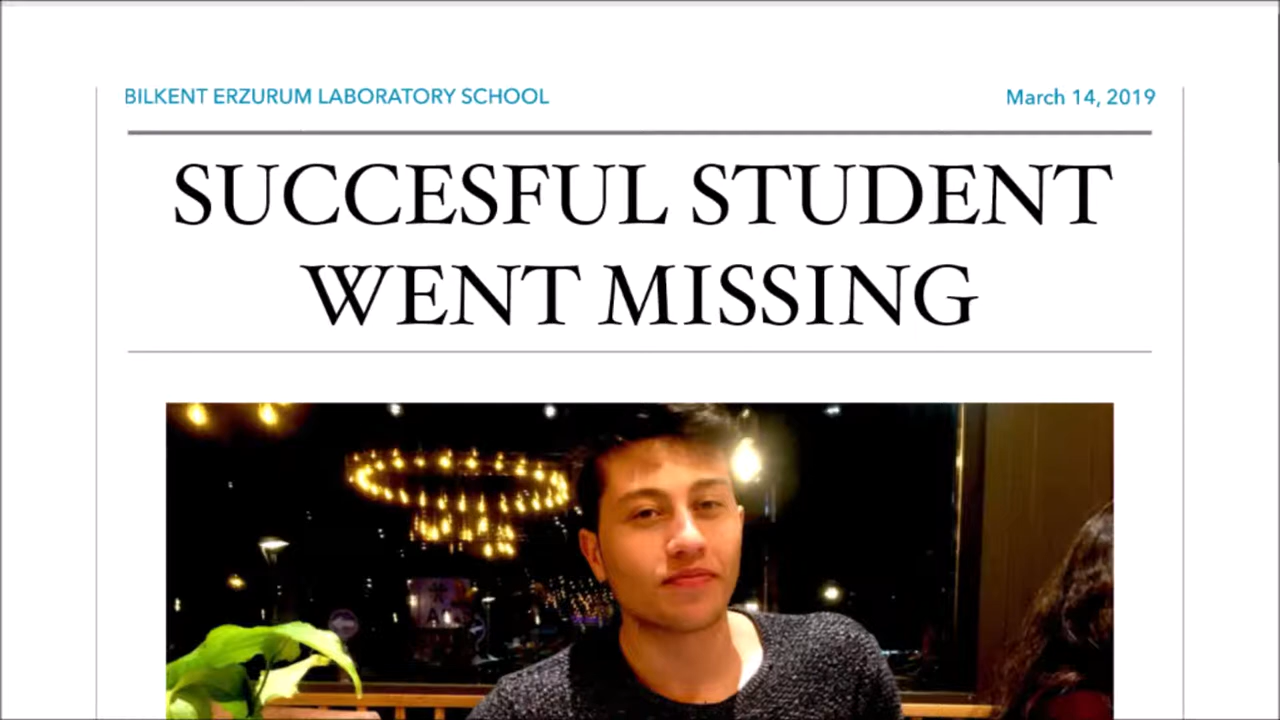 BILKENT ERZURUM LABORATORY SCHOOL
March 14, 2019
SUCCESFUL STUDENT
WENT MISSING